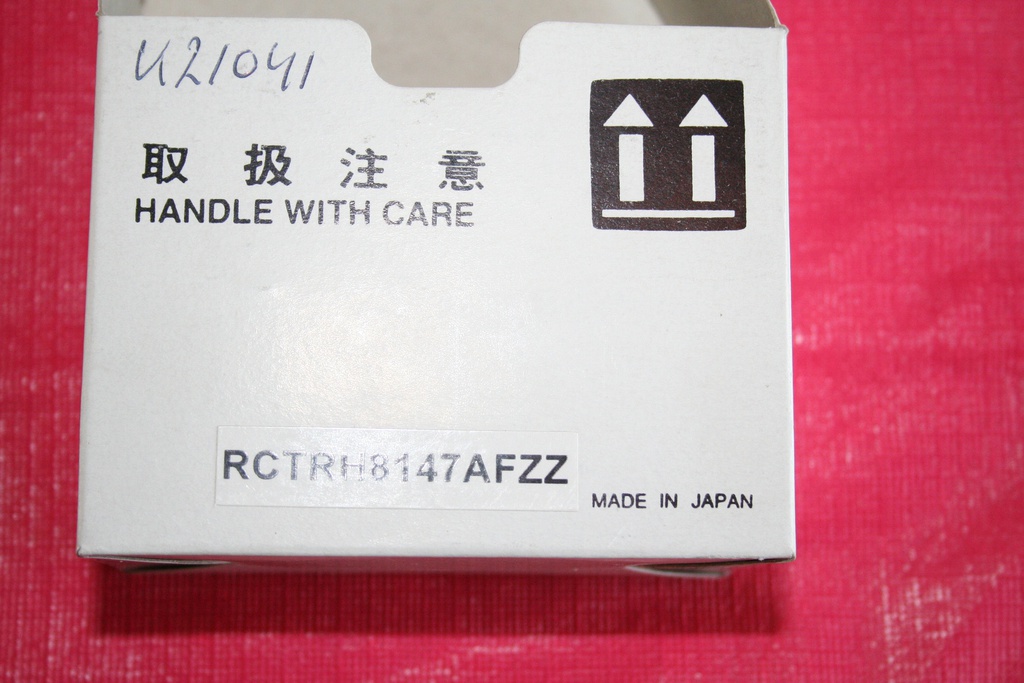 U21041
取扱注意
HANDLE WITH CARE
RCTRH8147AFZZ
MADE IN JAPAN